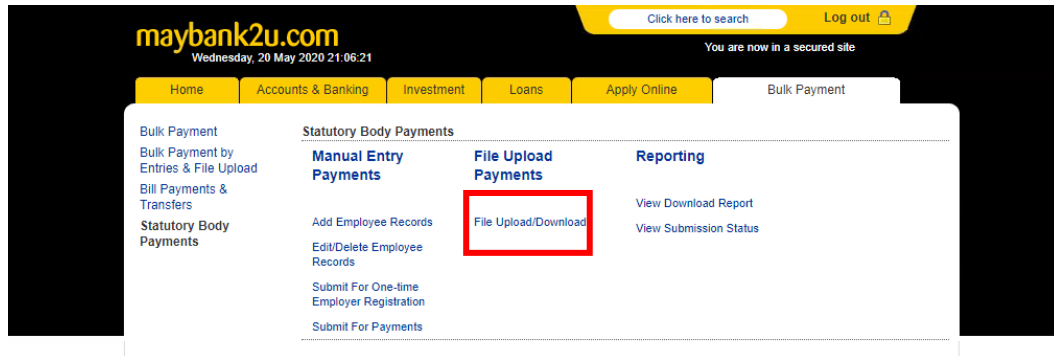 Click here to search
Log out
maybank2u.com
Wednesday, 20 May 2020 21:06:21
You are now in a secured site
Home
Accounts & Banking
Investment
Loans
Apply Online
Bulk Payment
Bulk Payment
Bulk Payment by
Entries & File Upload
Bill Payments &
Transfers
Statutory Body
Payments
Statutory Body Payments
Manual Entry
Payments
Add Employee Records
Edit/Delete Employee
Records
Submit For One-time
Employer Registration
Submit For Payments
File Upload
Payments
File Upload/Download
Reporting
View Download Report
View Submission Status